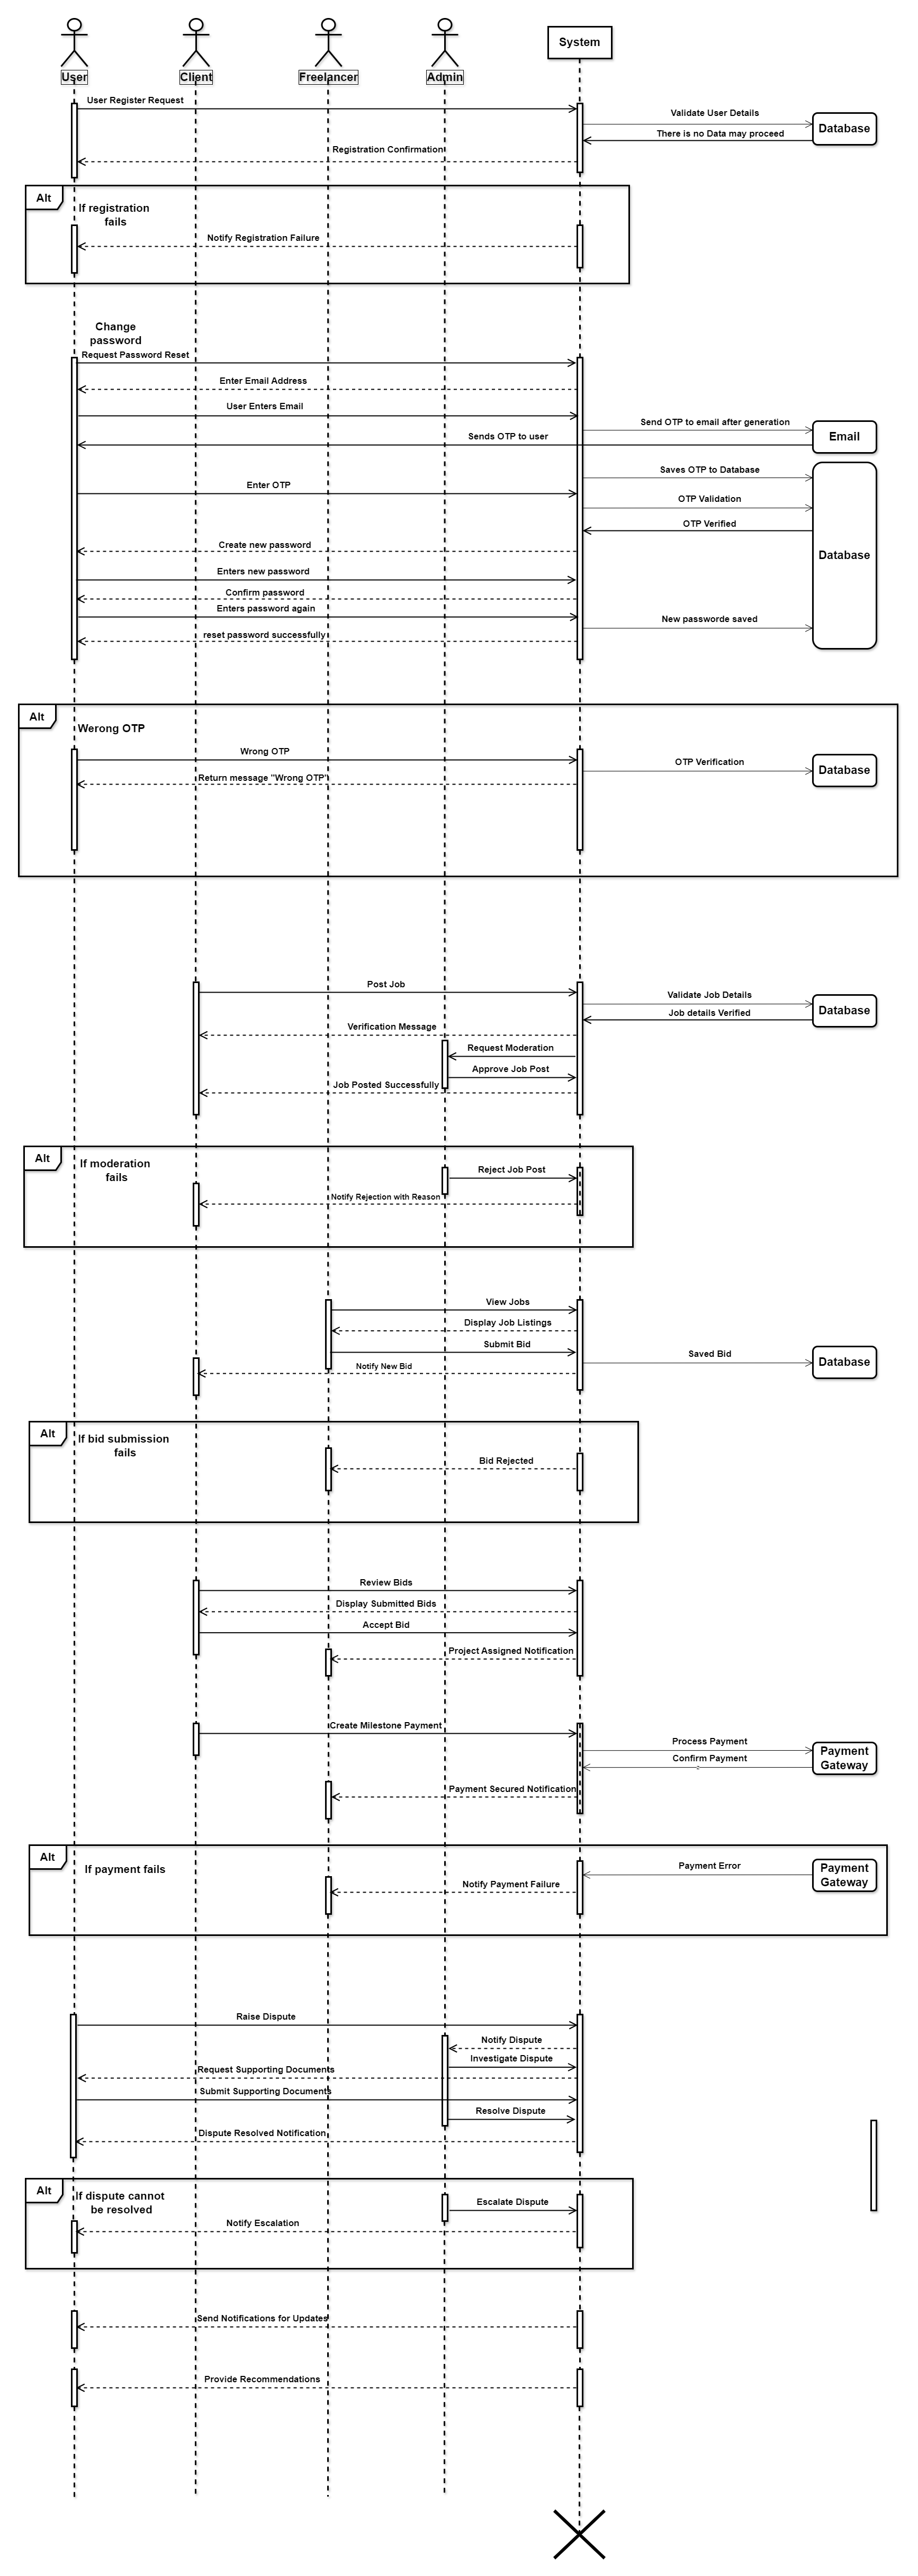 System
User
Client
Freelancer
Admin
User Register Request
Validate User Details
Database
There is no Data may proceed
Registration Confirmation
Alt
If registration
fails
Notify Registration Failure
Change
password
Request Password Reset
Enter Email Address
User Enters Email
Send OTP to email after generation
Email
Sends OTP to user
Saves OTP to Database
Enter OTP
OTP Validation
OTP Verified
Create new password
Database
Enters new password
Confirm password
Enters password again
New passworde saved
reset password successfully
Alt
Werong OTP
Wrong OTP
OTP Verification
Database
Return message "Wrong OTP"
Post Job
Validate Job Details
Database
Job details Verified
Verification Message
Request Moderation
Approve Job Post
Job Posted Successfully
Alt
If moderation
fails
Reject Job Post
Notify Rejection with Reason
View Jobs
Display Job Listings
Submit Bid
Saved Bid
Database
Notify New Bid
Alt
If bid submission
fails
Bid Rejected
Review Bids
Display Submitted Bids
Accept Bid
Project Assigned Notification
Create Milestone Payment
Process Payment
Payment
Gateway
Confirm Payment
Payment Secured Notification
Alt
If payment fails
Payment Error
Payment
Gateway
Notify Payment Failure
Raise Dispute
Notify Dispute
Investigate Dispute
Request Supporting Documents
Submit Supporting Documents
Resolve Dispute
Dispute Resolved Notification
Alt
If dispute cannot
be resolved
Escalate Dispute
Notify Escalation
Send Notifications for Updates
Provide Recommendations